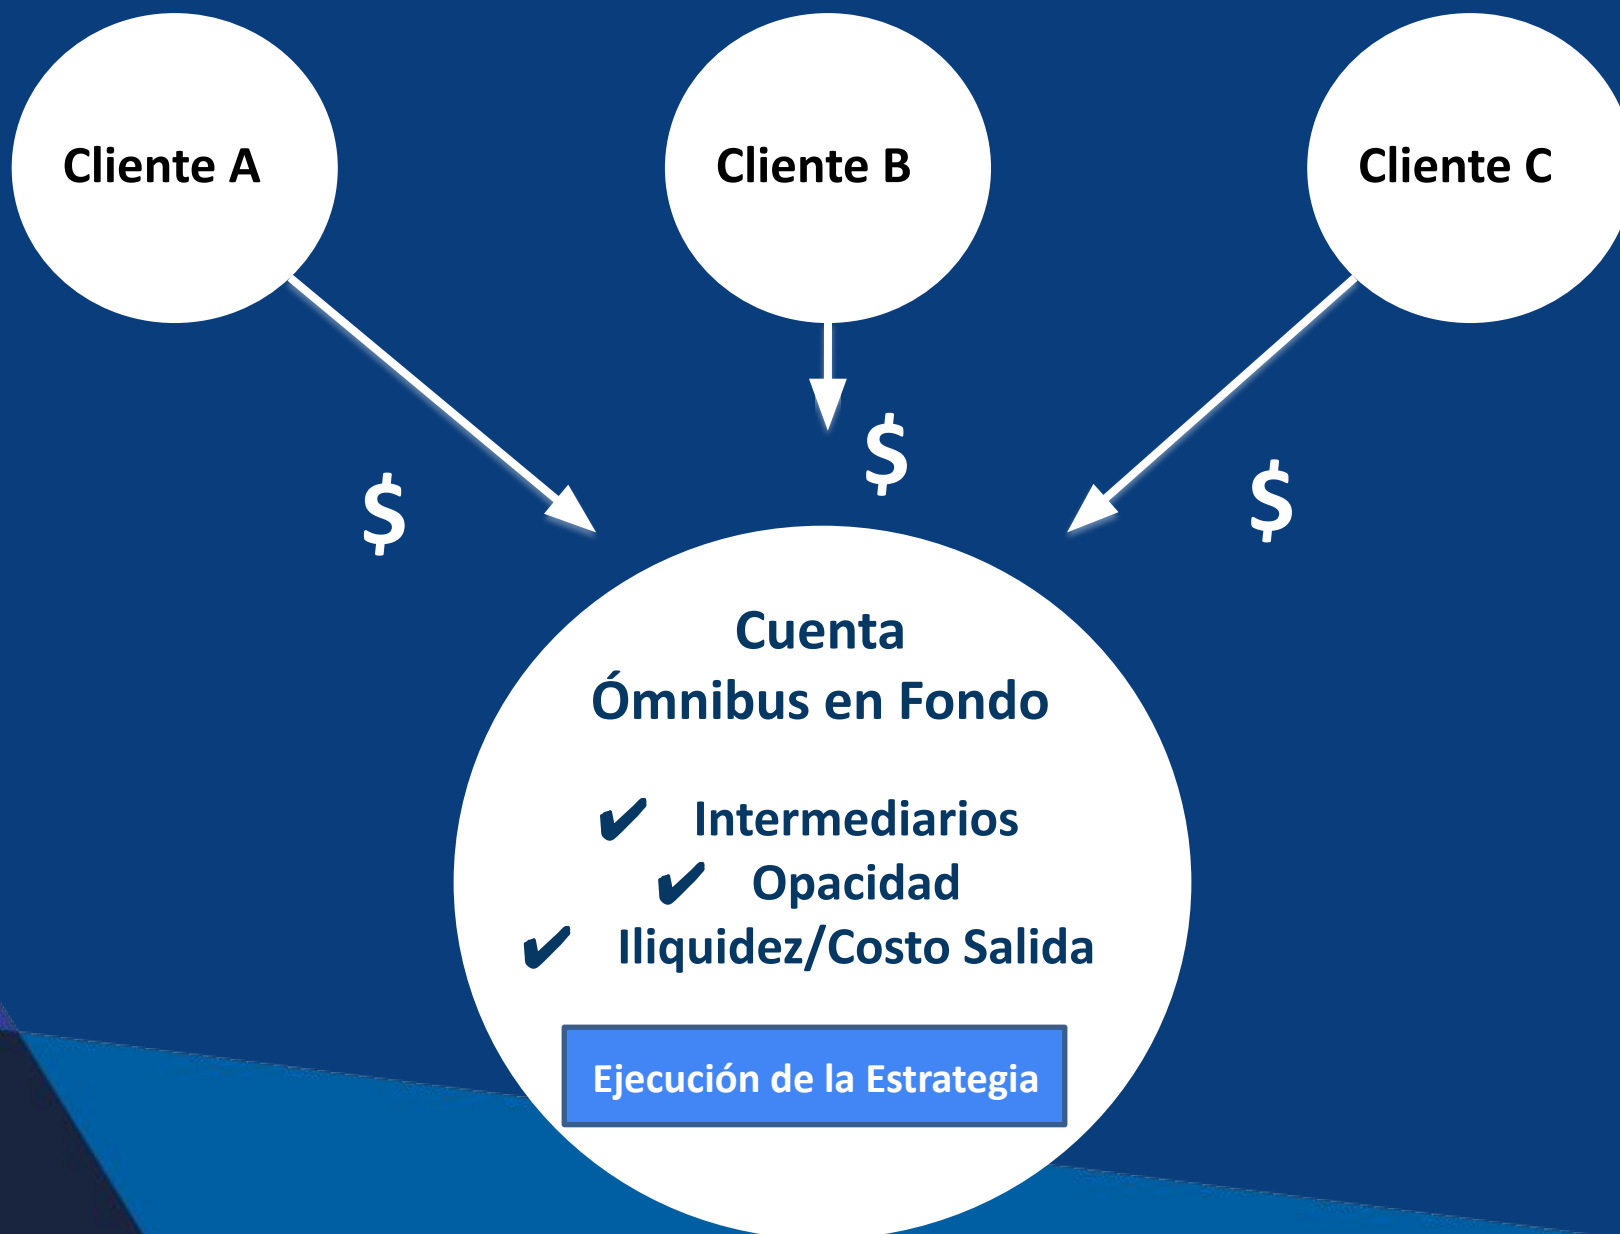 Cliente A
Cliente B
Cliente C
$
$
$
Cuenta
Ómnibus en Fondo
✔ Intermediarios
✔ Opacidad
✔ Iliquidez/Costo Salida
Ejecución de la Estrategia